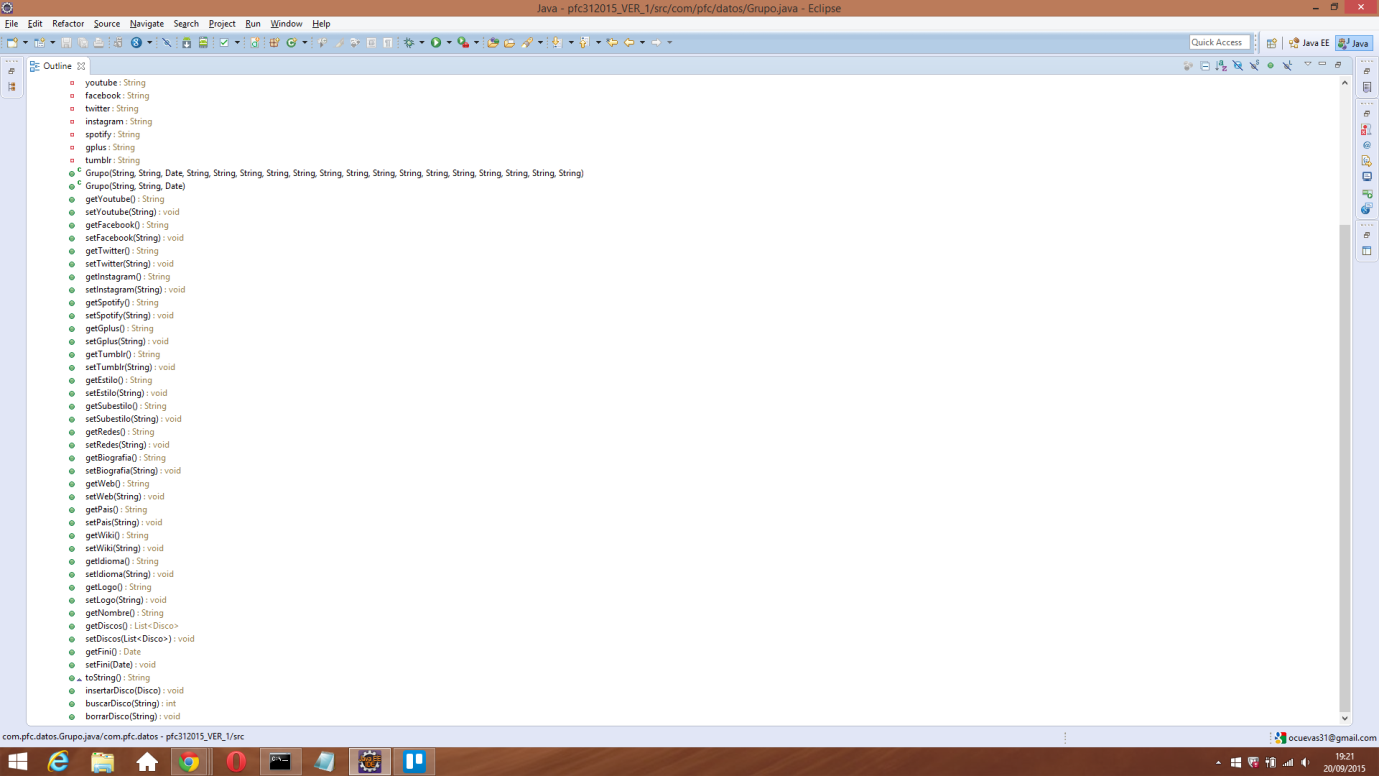 Java - pfc312015_VER_1/src/com/pfc/datos/Grupo.java - Eclipse
File Edit Refactor Source Navigate Search Project Run Window Help
Quick Access Java EE Java
Outline
youtube : String
facebook : String
twitter : String
instagram : String
spotify : String
gplus : String
tumblr : String
Grupo(String, String, Date, String, String, String, String, String, String, String, String, String, String, String, String, String, String, String)
Grupo(String, String, Date)
getYoutube() : String
setYoutube(String) : void
getFacebook() : String
setFacebook(String) : void
getTwitter() : String
setTwitter(String) : void
getInstagram() : String
setInstagram(String) : void
getSpotify() : String
setSpotify(String) : void
getGplus() : String
setGplus(String) : void
getTumblr() : String
setTumblr(String) : void
getEstilo() : String
setEstilo(String) : void
getSubestilo() : String
setSubestilo(String) : void
getRedes() : String
setRedes(String) : void
getBiografia() : String
setBiografia(String) : void
getWeb() : String
setWeb(String) : void
getPais() : String
setPais(String) : void
getWiki() : String
setWiki(String) : void
getIdioma() : String
setIdioma(String) : void
getLogo() : String
setLogo(String) : void
getNombre() : String
getDiscos() : List<Disco>
setDiscos(List<Disco>) : void
getFini() : Date
setFini(Date) : void
toString() : String
insertarDisco(Disco) : void
buscarDisco(String) : int
borrarDisco(String) : void
com.pfc.datos.Grupo.java/com.pfc.datos - pfc312015_VER_1/src
ocuevas31@gmail.com
19:21
20/09/2015